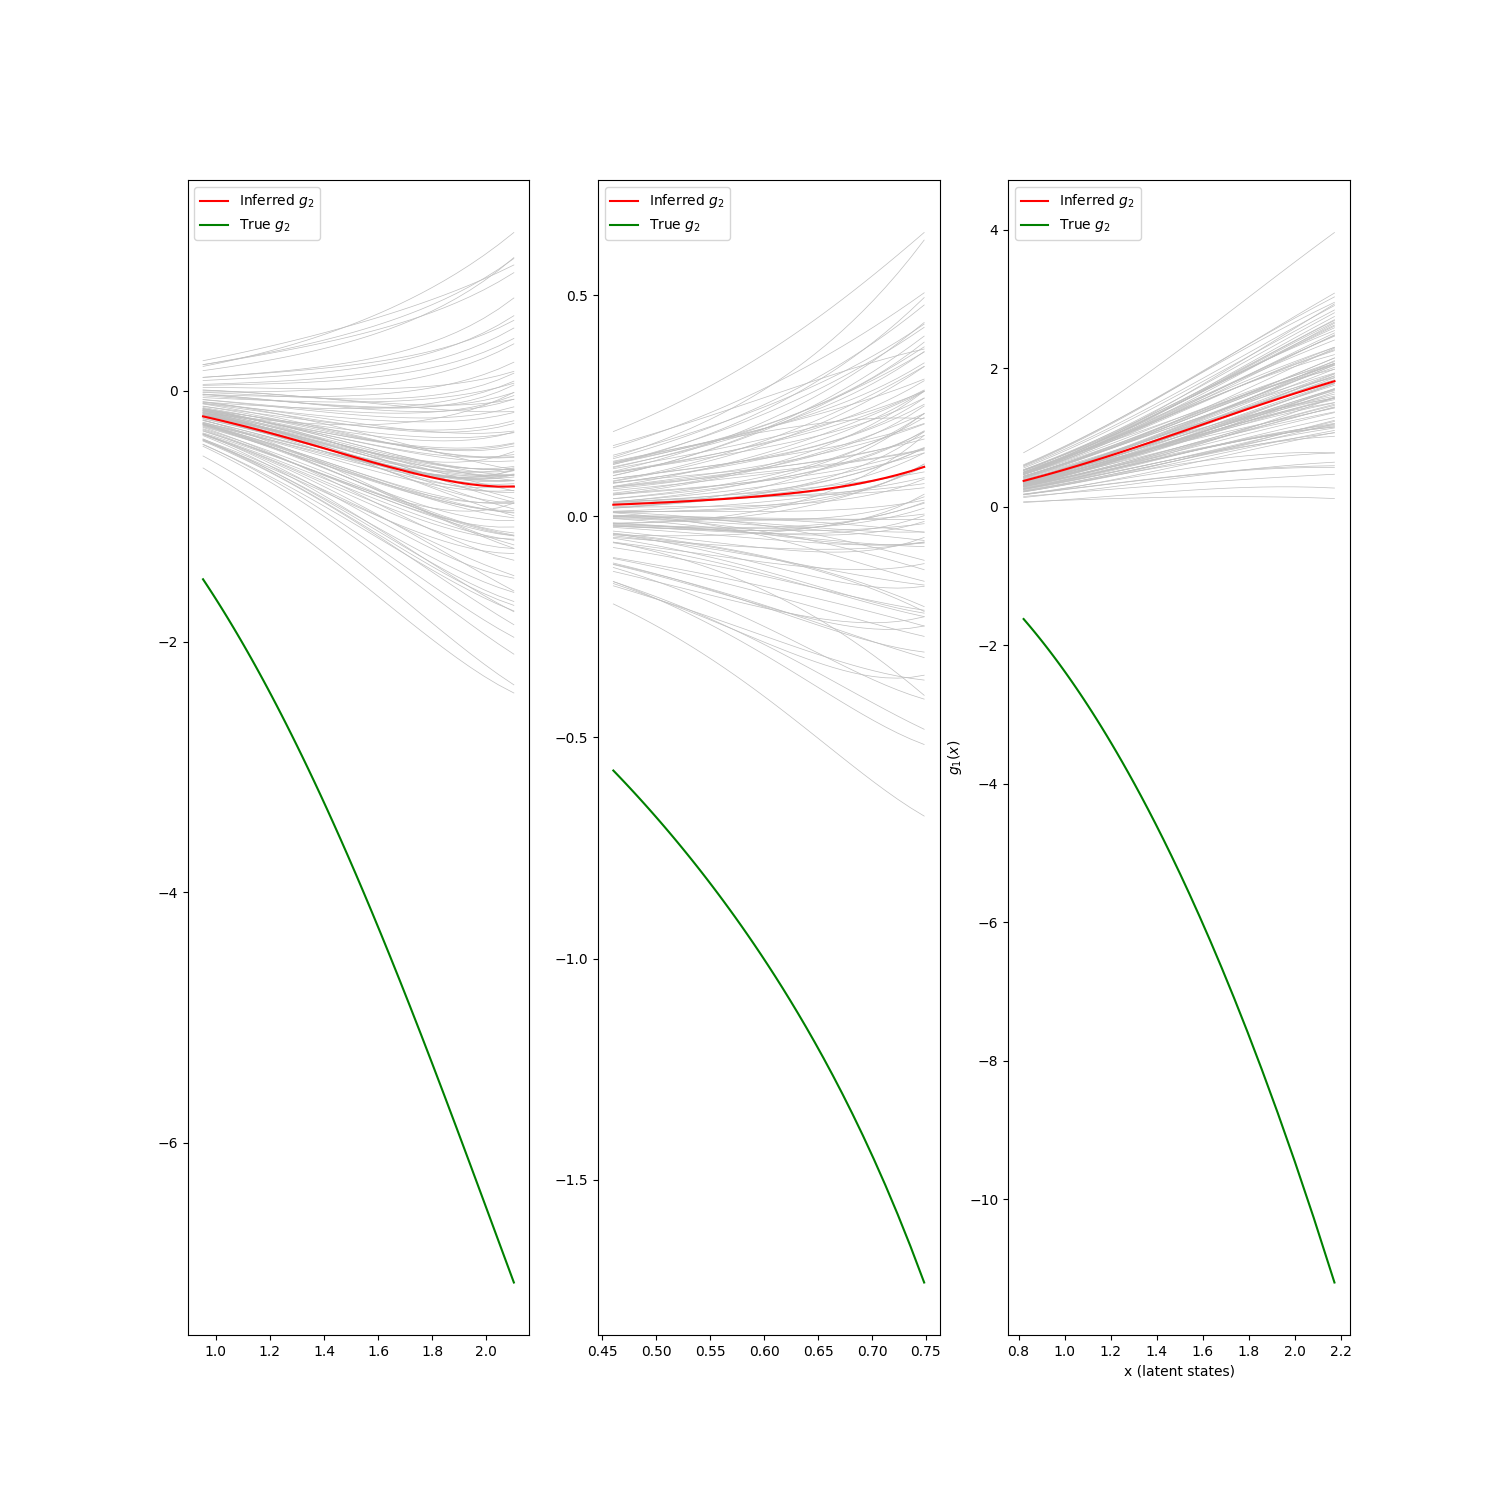 Inferred g₂
True g₂
0
−2
−4
−6
1.0 1.2 1.4 1.6 1.8 2.0
Inferred g₂
True g₂
0.5
0.0
−0.5
−1.0
−1.5
0.45 0.50 0.55 0.60 0.65 0.70 0.75
Inferred g₂
True g₂
g₁(x)
4
2
0
−2
−4
−6
−8
−10
0.8 1.0 1.2 1.4 1.6 1.8 2.0 2.2
x (latent states)